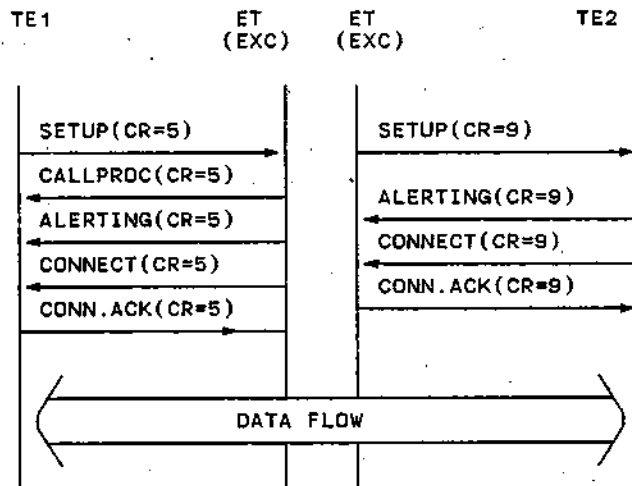 TE1 ET ET TE2
(EXC) (EXC)
SETUP(CR=5) SETUP(CR=9)
CALLPROC(CR=5)
ALERTING(CR=9)
ALERTING(CR=5)
CONNECT(CR=9)
CONNECT(CR=5)
CONN.ACK(CR=9)
CONN.ACK(CR=5)
DATA FLOW